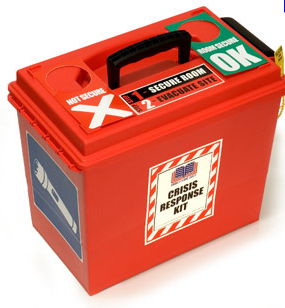 NOT SECURE
X
1 - SECURE ROOM
2 - EVACUATE SITE
ROOM SECURE
OK
CRISIS
RESPONSE
KIT